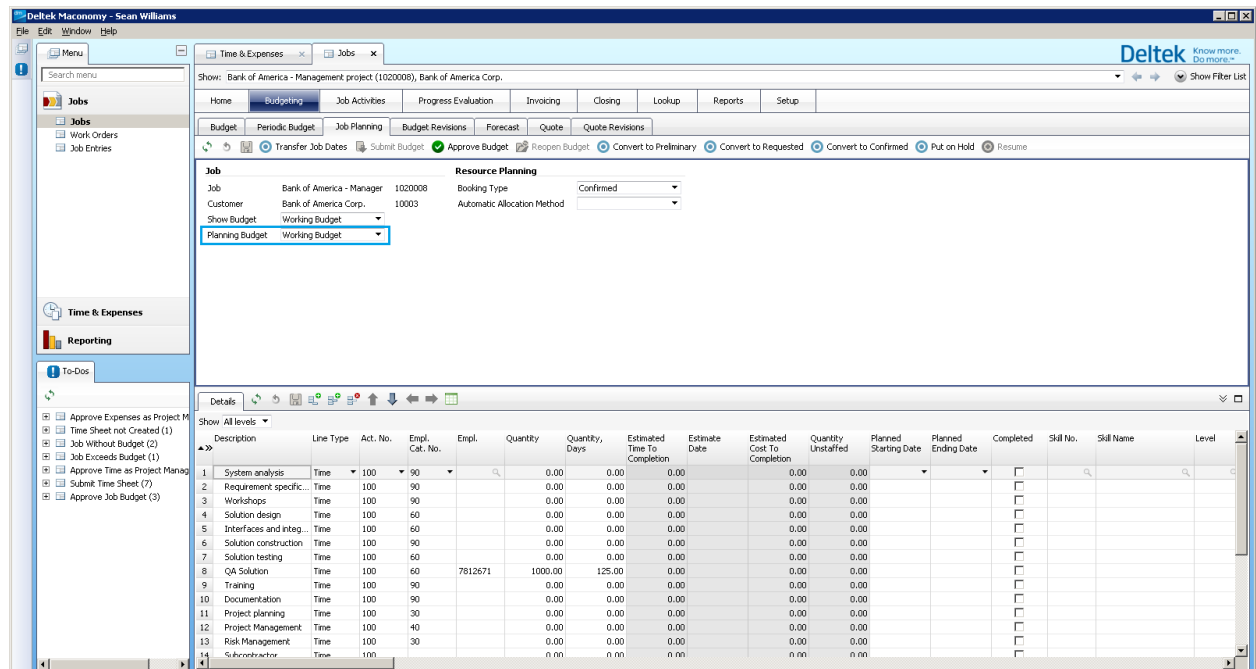 Deltek Maconomy - Sean Williams
File Edit Window Help
Menu
Time & Expenses
Jobs
Deltek Know more. Do more.™
Search menu
Show: Bank of America - Management project (1020008), Bank of America Corp.
Show Filter List
Jobs
Home Budgeting Job Activities Progress Evaluation Invoicing Closing Lookup Reports Setup
Jobs
Work Orders
Job Entries
Budget Periodic Budget Job Planning Budget Revisions Forecast Quote Quote Revisions
Transfer Job Dates Submit Budget Approve Budget Reopen Budget Convert to Preliminary Convert to Requested Convert to Confirmed Put on Hold Resume
Job Resource Planning
Job Bank of America - Manager 1020008 Booking Type Confirmed
Customer Bank of America Corp. 10003 Automatic Allocation Method
Show Budget Working Budget
Planning Budget Working Budget
Time & Expenses
Reporting
To-Dos
Approve Expenses as Project M
Time Sheet not Created (1)
Job Without Budget (2)
Job Exceeds Budget (1)
Approve Time as Project Manag
Submit Time Sheet (7)
Approve Job Budget (3)
Details
Show All levels
Description Line Type Act. No. Empl. Cat. No. Empl. Quantity Quantity, Days Estimated Time To Completion Estimate Date Estimated Cost To Completion Quantity Unstaffed Planned Starting Date Planned Ending Date Completed Skill No. Skill Name Level
1 System analysis Time 100 90 0.00 0.00 0.00 0.00 0.00
2 Requirement specific... Time 100 90 0.00 0.00 0.00 0.00 0.00
3 Workshops Time 100 90 0.00 0.00 0.00 0.00 0.00
4 Solution design Time 100 60 0.00 0.00 0.00 0.00 0.00
5 Interfaces and integ... Time 100 60 0.00 0.00 0.00 0.00 0.00
6 Solution construction Time 100 90 0.00 0.00 0.00 0.00 0.00
7 Solution testing Time 100 60 0.00 0.00 0.00 0.00 0.00
8 QA Solution Time 100 60 7812671 1000.00 125.00 0.00 0.00 0.00
9 Training Time 100 90 0.00 0.00 0.00 0.00 0.00
10 Documentation Time 100 90 0.00 0.00 0.00 0.00 0.00
11 Project planning Time 100 30 0.00 0.00 0.00 0.00 0.00
12 Project Management Time 100 40 0.00 0.00 0.00 0.00 0.00
13 Risk Management Time 100 30 0.00 0.00 0.00 0.00 0.00
14 Subcontractor Time 100 0.00 0.00 0.00 0.00 0.00